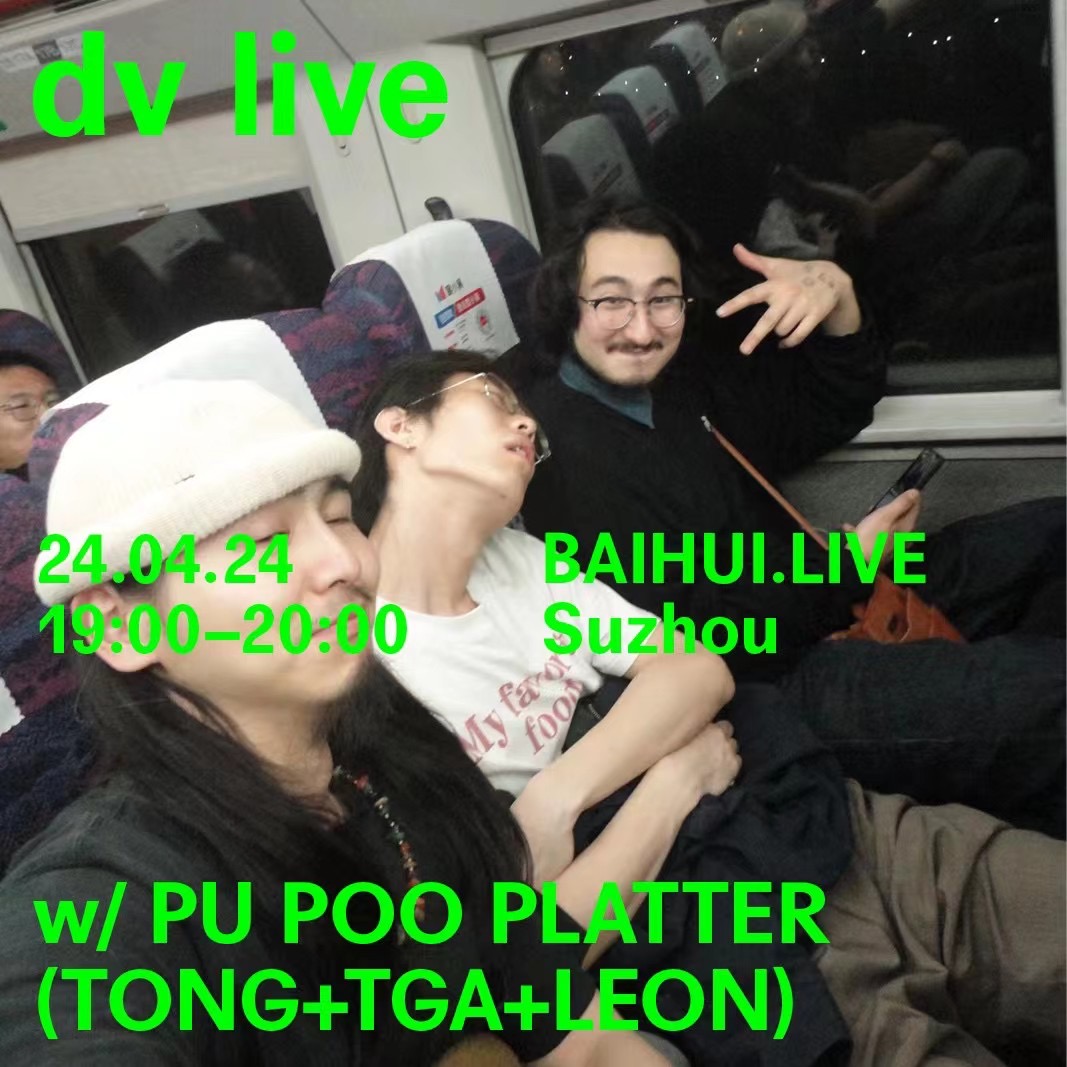 dv live
24.04.24
19:00–20:00
BAIHUI.LIVE
Suzhou
My favor
food
w/ PU POO PLATTER
(TONG+TGA+LEON)